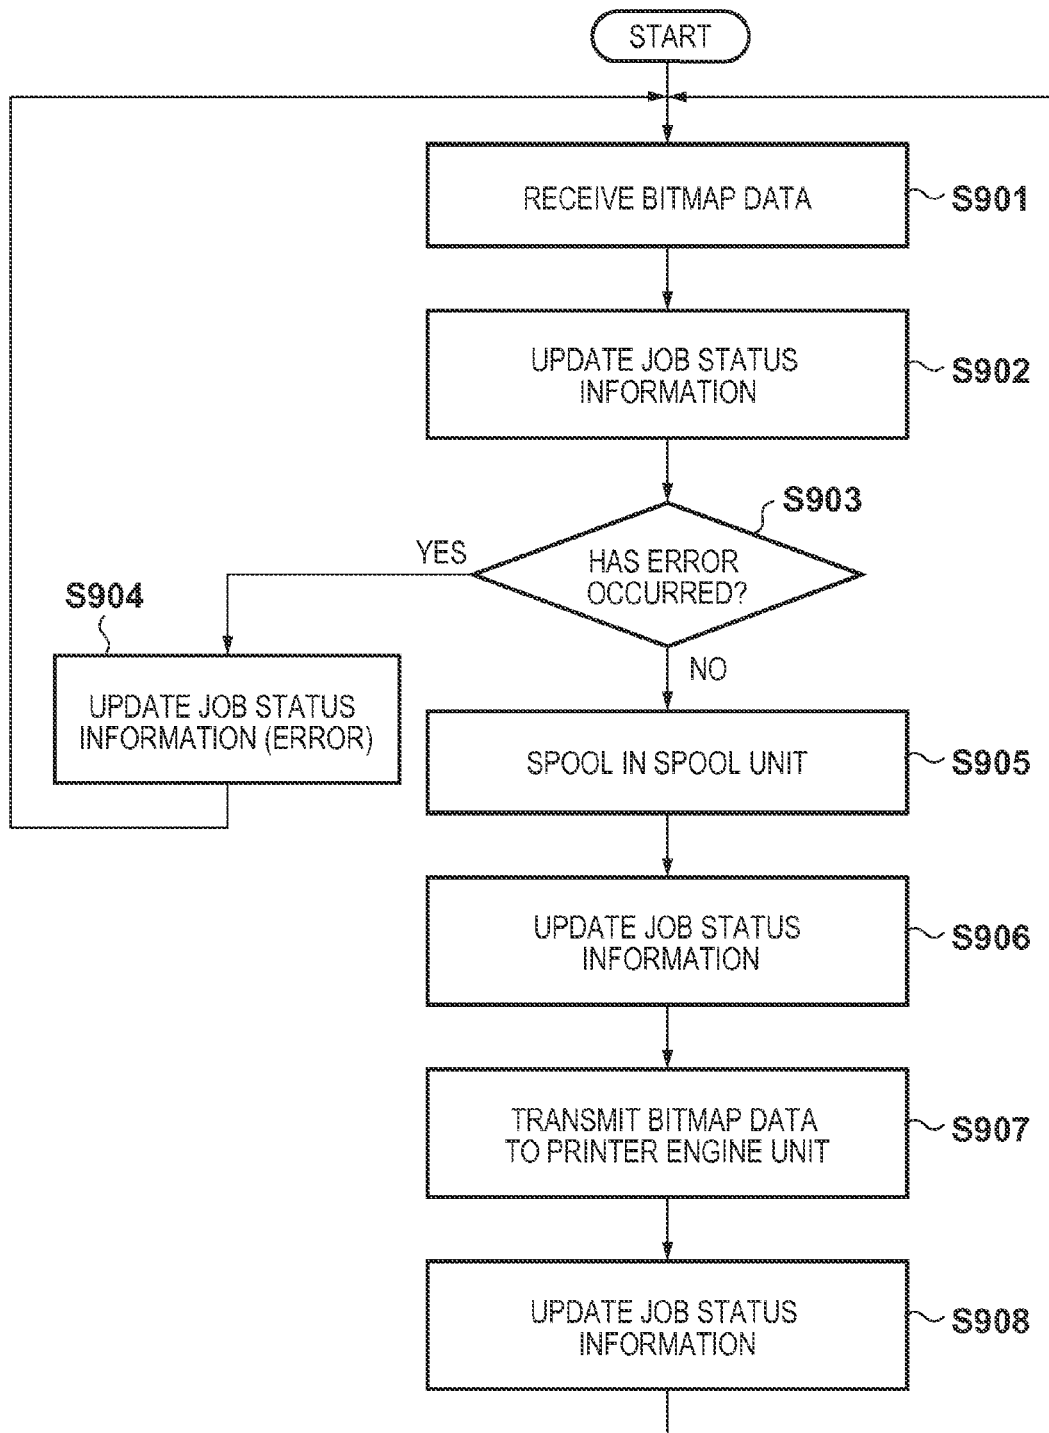 START
RECEIVE BITMAP DATA
S901
UPDATE JOB STATUS
INFORMATION
S902
S903
HAS ERROR
OCCURRED?
YES
NO
S904
UPDATE JOB STATUS
INFORMATION (ERROR)
SPOOL IN SPOOL UNIT
S905
UPDATE JOB STATUS
INFORMATION
S906
TRANSMIT BITMAP DATA
TO PRINTER ENGINE UNIT
S907
UPDATE JOB STATUS
INFORMATION
S908